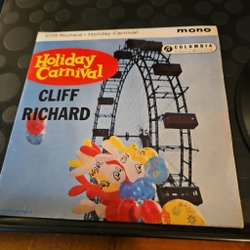 Cliff Richard • Holiday Carnival
mono
Holiday
Carnival
COLUMBIA
CLIFF
RICHARD